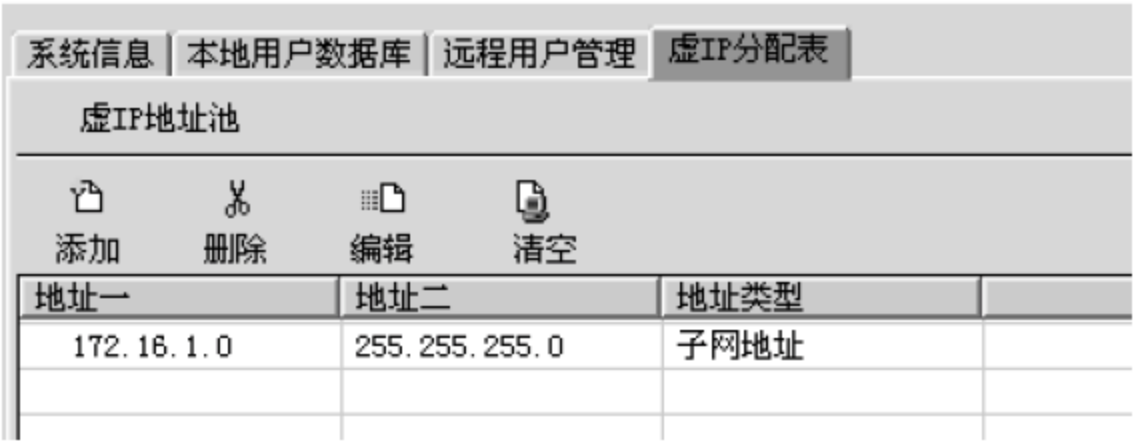 系统信息 本地用户数据库 远程用户管理 虚IP分配表
虚IP地址池
添加 删除 编辑 清空
地址一 地址二 地址类型
172.16.1.0 255.255.255.0 子网地址